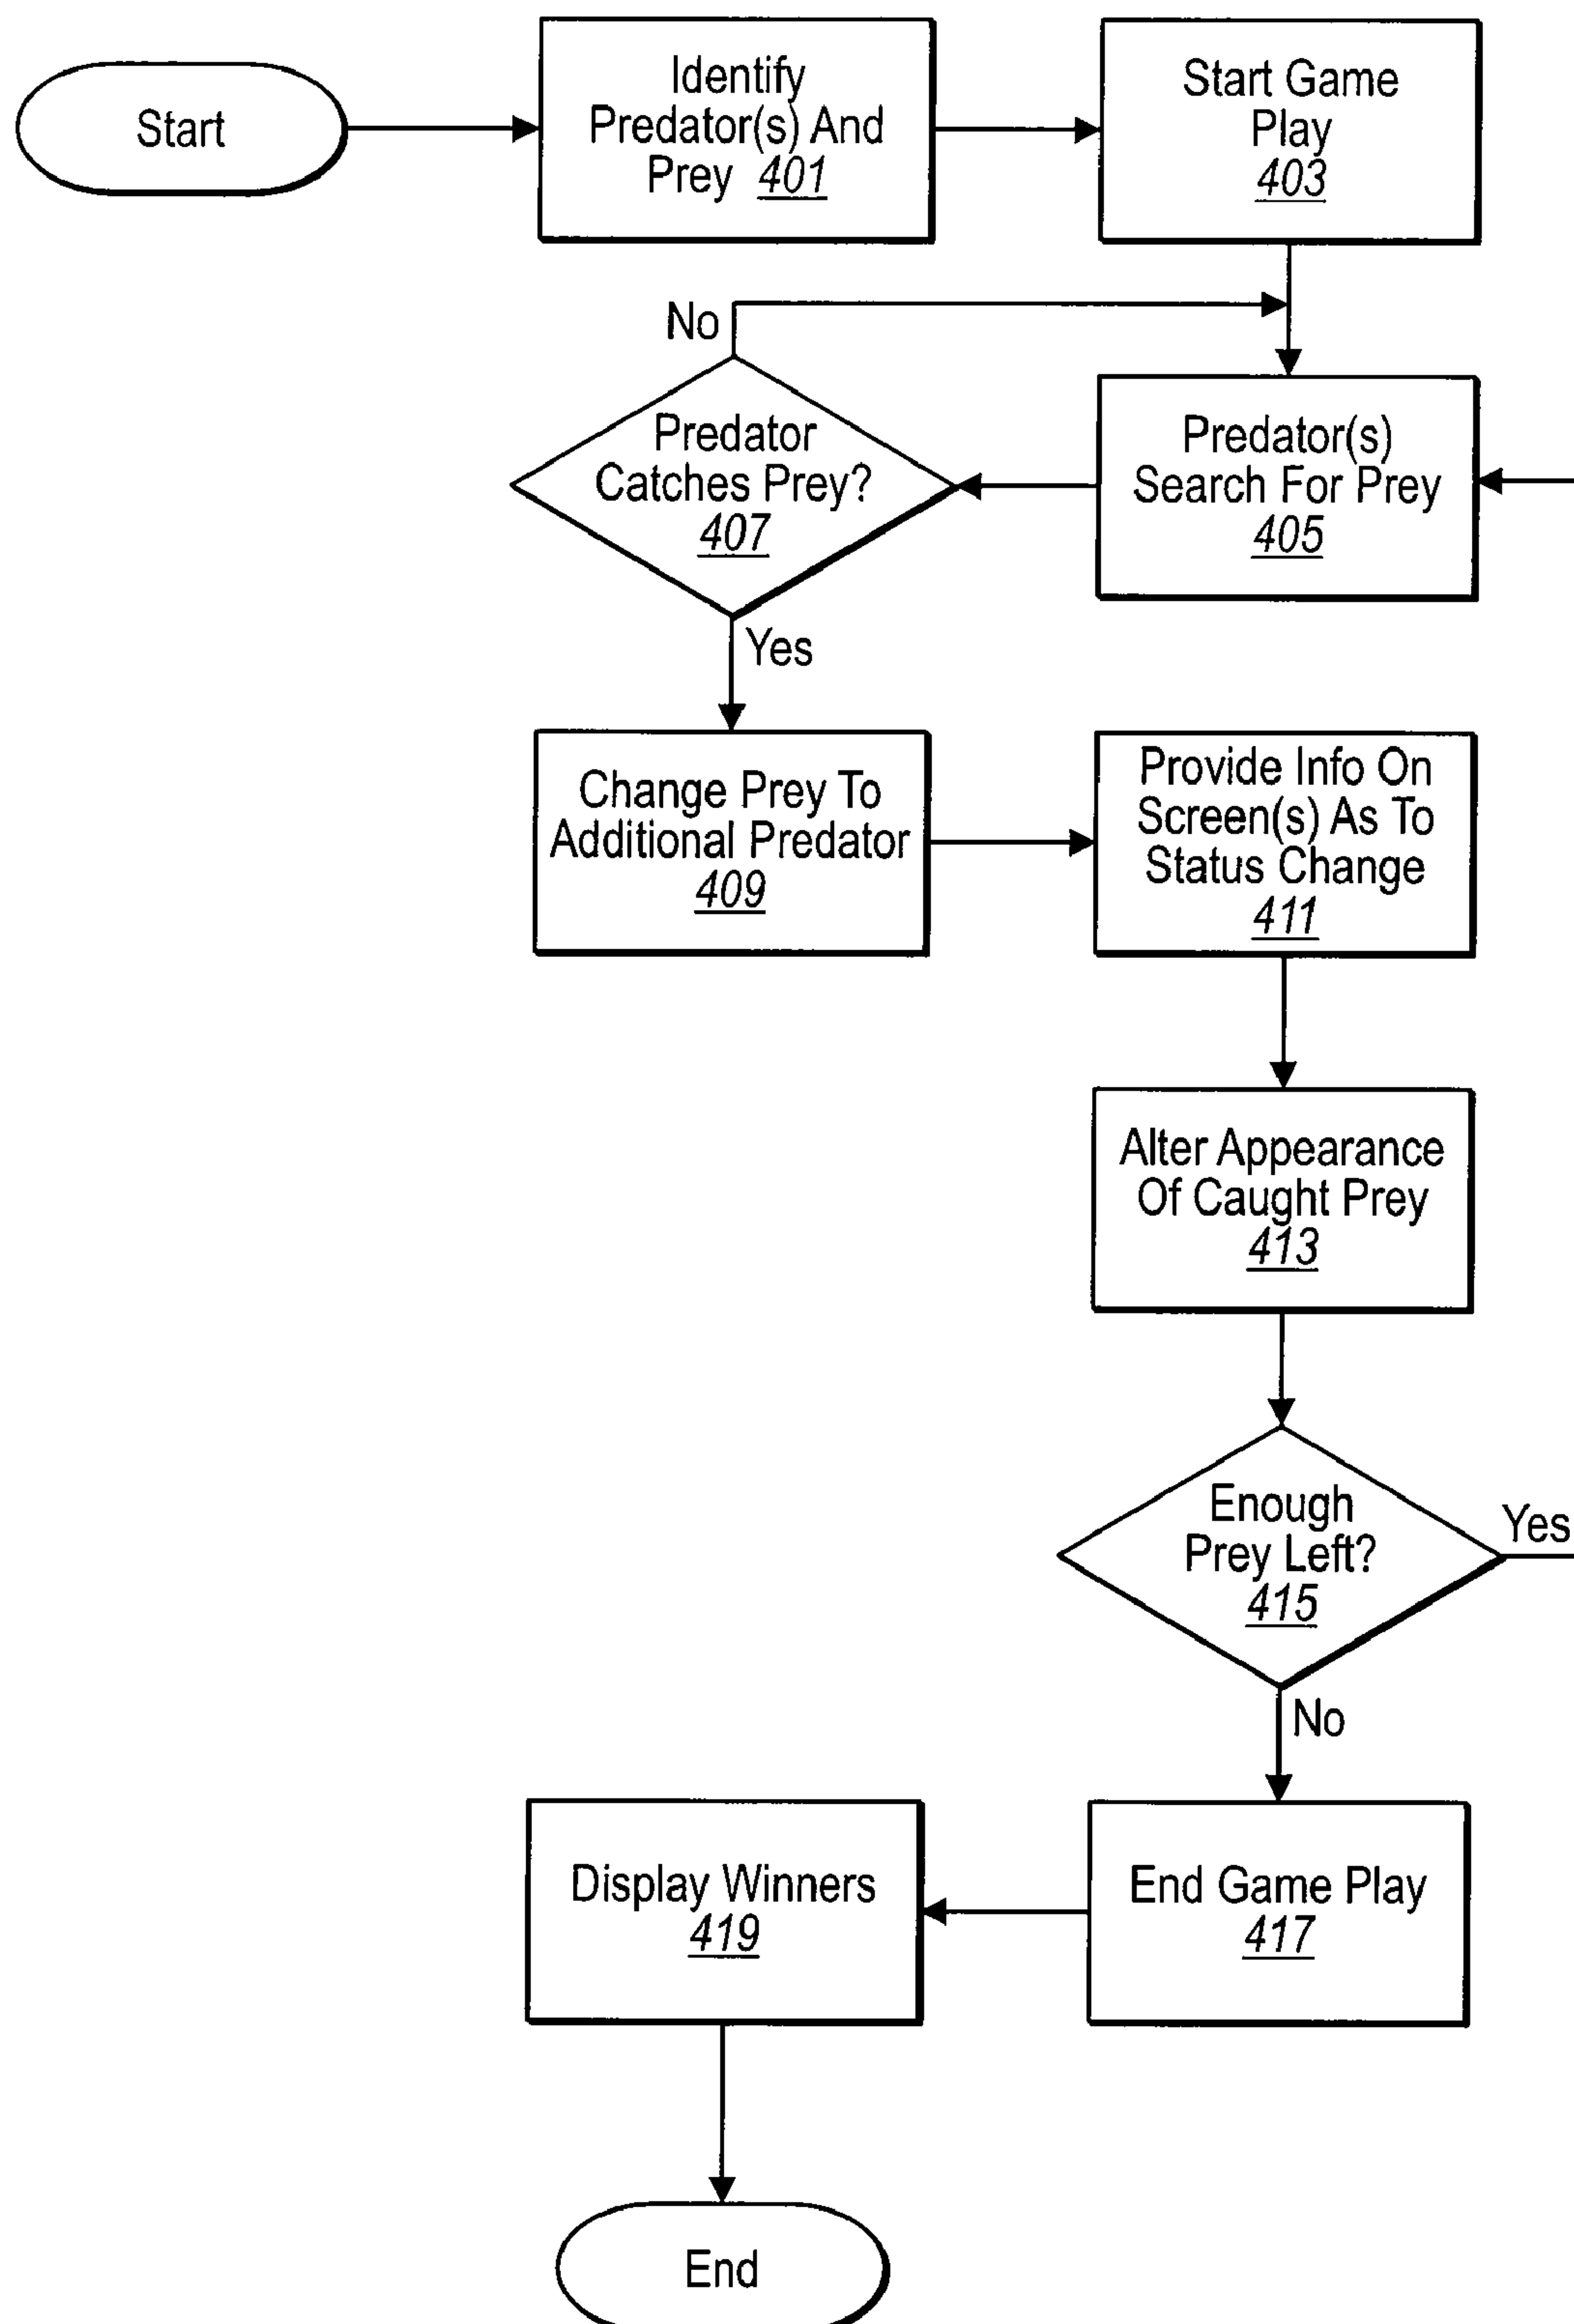 Start
Identify
Predator(s) And
Prey 401
Start Game
Play
403
No
Predator
Catches Prey?
407
Predator(s)
Search For Prey
405
Yes
Change Prey To
Additional Predator
409
Provide Info On
Screen(s) As To
Status Change
411
Alter Appearance
Of Caught Prey
413
Enough
Prey Left?
415
Yes
No
Display Winners
419
End Game Play
417
End